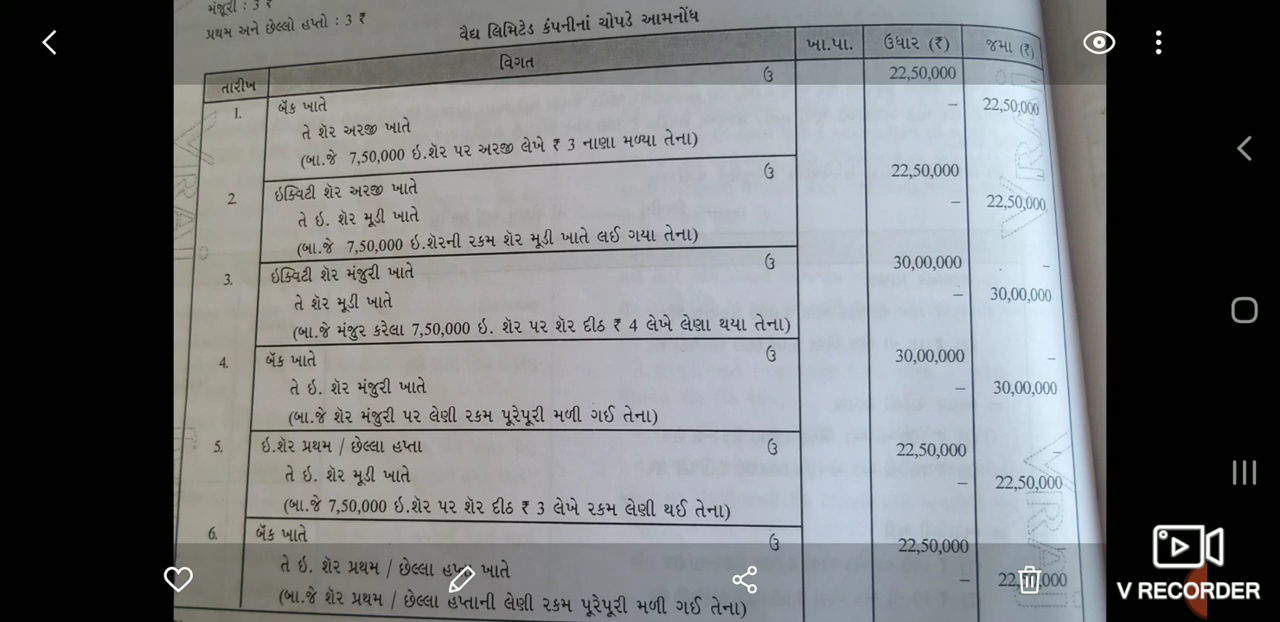 મંજૂરી : 3 ₹
પ્રથમ અને છેલ્લો હપ્તો : 3 ₹
વૈદ્ય લિમિટેડ કંપનીનાં ચોપડે આમનોંધ
તારીખ વિગત ખા.પા. ઉધાર (₹) જમા (₹)
1. બૅંક ખાતે ઉ 22,50,000
તે શૅર અરજી ખાતે – 22,50,000
(બા.જે 7,50,000 ઇ.શૅર પર અરજી લેખે ₹ 3 નાણા મળ્યા તેના)
2. ઇક્વિટી શૅર અરજી ખાતે ઉ 22,50,000
તે ઇ. શૅર મૂડી ખાતે – 22,50,000
(બા.જે 7,50,000 ઇ.શૅરની રકમ શૅર મૂડી ખાતે લઈ ગયા તેના)
3. ઇક્વિટી શૅર મંજુરી ખાતે ઉ 30,00,000 –
તે શૅર મૂડી ખાતે – 30,00,000
(બા.જે મંજુર કરેલા 7,50,000 ઇ. શૅર પર શૅર દીઠ ₹ 4 લેખે લેણા થયા તેના)
4. બૅંક ખાતે ઉ 30,00,000 –
તે ઇ. શૅર મંજુરી ખાતે – 30,00,000
(બા.જે શૅર મંજુરી પર લેણી રકમ પૂરેપૂરી મળી ગઈ તેના)
5. ઇ.શૅર પ્રથમ / છેલ્લા હપ્તા ઉ 22,50,000 –
તે ઇ. શૅર મૂડી ખાતે – 22,50,000
(બા.જે 7,50,000 ઇ.શૅર પર શૅર દીઠ ₹ 3 લેખે રકમ લેણી થઈ તેના)
6. બૅંક ખાતે ઉ 22,50,000
તે ઇ. શૅર પ્રથમ / છેલ્લા હપ્તા ખાતે –
(બા.જે શૅર પ્રથમ / છેલ્લા હપ્તાની લેણી રકમ પૂરેપૂરી મળી ગઈ તેના)
V RECORDER